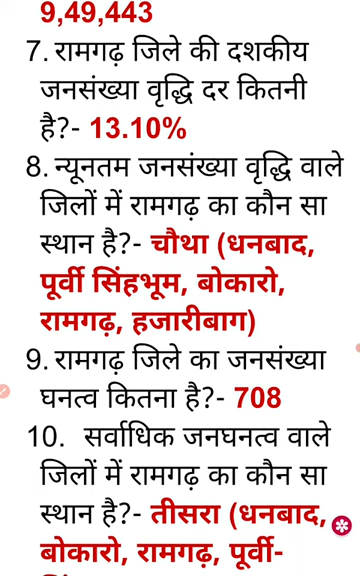 9,49,443
7. रामगढ़ जिले की दशकीय
जनसंख्या वृद्धि दर कितनी
है?- 13.10%
8. न्यूनतम जनसंख्या वृद्धि वाले
जिलों में रामगढ़ का कौन सा
स्थान है?- चौथा (धनबाद,
पूर्वी सिंहभूम, बोकारो,
रामगढ़, हजारीबाग)
9. रामगढ़ जिले का जनसंख्या
घनत्व कितना है?- 708
10. सर्वाधिक जनघनत्व वाले
जिलों में रामगढ़ का कौन सा
स्थान है?- तीसरा (धनबाद,
बोकारो, रामगढ़, पूर्वी-